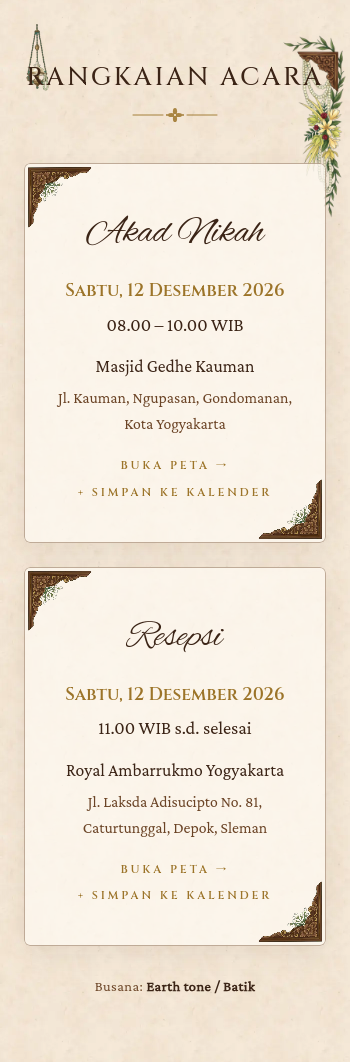 RANGKAIAN ACARA
Akad Nikah
SABTU, 12 DESEMBER 2026
08.00 – 10.00 WIB
Masjid Gedhe Kauman
Jl. Kauman, Ngupasan, Gondomanan,
Kota Yogyakarta
BUKA PETA →
+ SIMPAN KE KALENDER
Resepsi
SABTU, 12 DESEMBER 2026
11.00 WIB s.d. selesai
Royal Ambarrukmo Yogyakarta
Jl. Laksda Adisucipto No. 81,
Caturtunggal, Depok, Sleman
BUKA PETA →
+ SIMPAN KE KALENDER
Busana: Earth tone / Batik